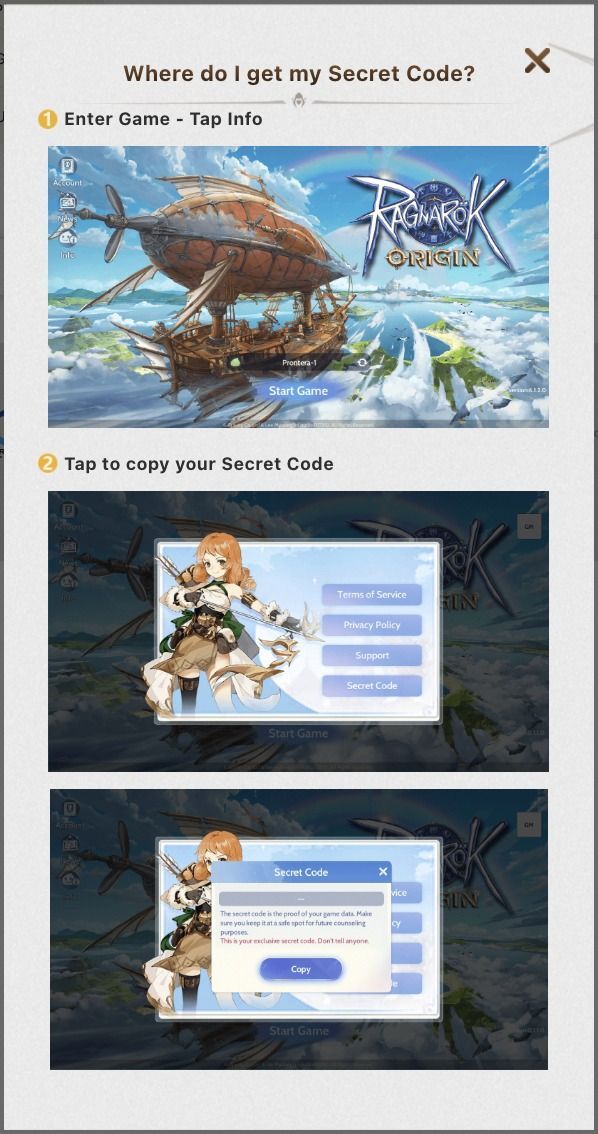 Where do I get my Secret Code?
1 Enter Game - Tap Info
Account
News
Info
RAGNARÖK
ORIGIN
Prontera-1
Start Game
2 Tap to copy your Secret Code
Account
News
Info
GM
Terms of Service
Privacy Policy
Support
Secret Code
Start Game
Account
GM
Secret Code
...
The secret code is the proof of your game data. Make
sure you keep it at a safe spot for future counseling
purposes.
This is your exclusive secret code. Don't tell anyone.
Copy
Start Game